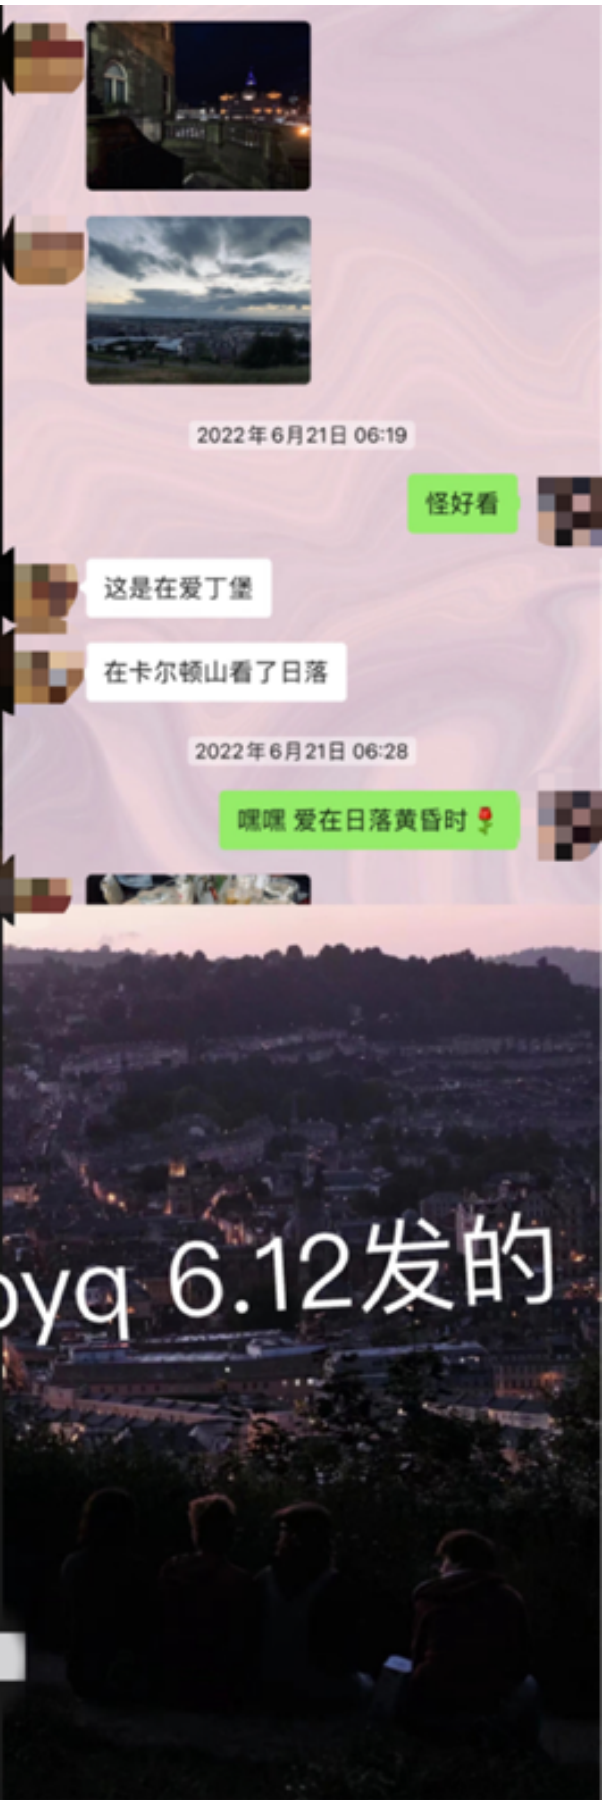 2022年6月21日 06:19
怪好看
这是在爱丁堡
在卡尔顿山看了日落
2022年6月21日 06:28
嘿嘿 爱在日落黄昏时🌹
pyq 6.12发的